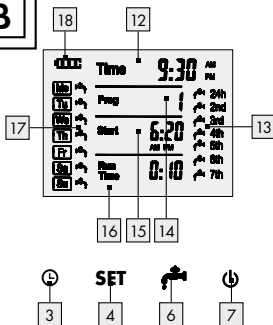 B
18 12
Time 9:30 AM PM
Mo
Tu
We
Th
Fr
Sa
Su
Prog 1
Start 6:20 AM PM
Run Time 0:10
24h
2nd
3rd
4th
5th
6th
7th
17 13
16 15 14
SET
3 4 6 7